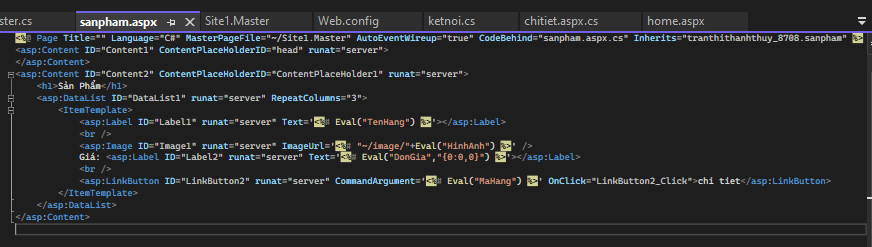 ster.cs sanpham.aspx Site1.Master Web.config ketnoi.cs chitiet.aspx.cs home.aspx
<%@ Page Title="" Language="C#" MasterPageFile="~/Site1.Master" AutoEventWireup="true" CodeBehind="sanpham.aspx.cs" Inherits="tranthithanhthuy_8708.sanpham" %>
<asp:Content ID="Content1" ContentPlaceHolderID="head" runat="server">
</asp:Content>
<asp:Content ID="Content2" ContentPlaceHolderID="ContentPlaceHolder1" runat="server">
<h1>Sản Phẩm</h1>
<asp:DataList ID="DataList1" runat="server" RepeatColumns="3">
<ItemTemplate>
<asp:Label ID="Label1" runat="server" Text='<%# Eval("TenHang") %>'></asp:Label>
<br />
<asp:Image ID="Image1" runat="server" ImageUrl='<%# "~/image/"+Eval("HinhAnh") %>' />
Giá: <asp:Label ID="Label2" runat="server" Text='<%# Eval("DonGia","{0:0,0}") %>'></asp:Label>
<br />
<asp:LinkButton ID="LinkButton2" runat="server" CommandArgument='<%# Eval("MaHang") %>' OnClick="LinkButton2_Click">chi tiet</asp:LinkButton>
</ItemTemplate>
</asp:DataList>
</asp:Content>